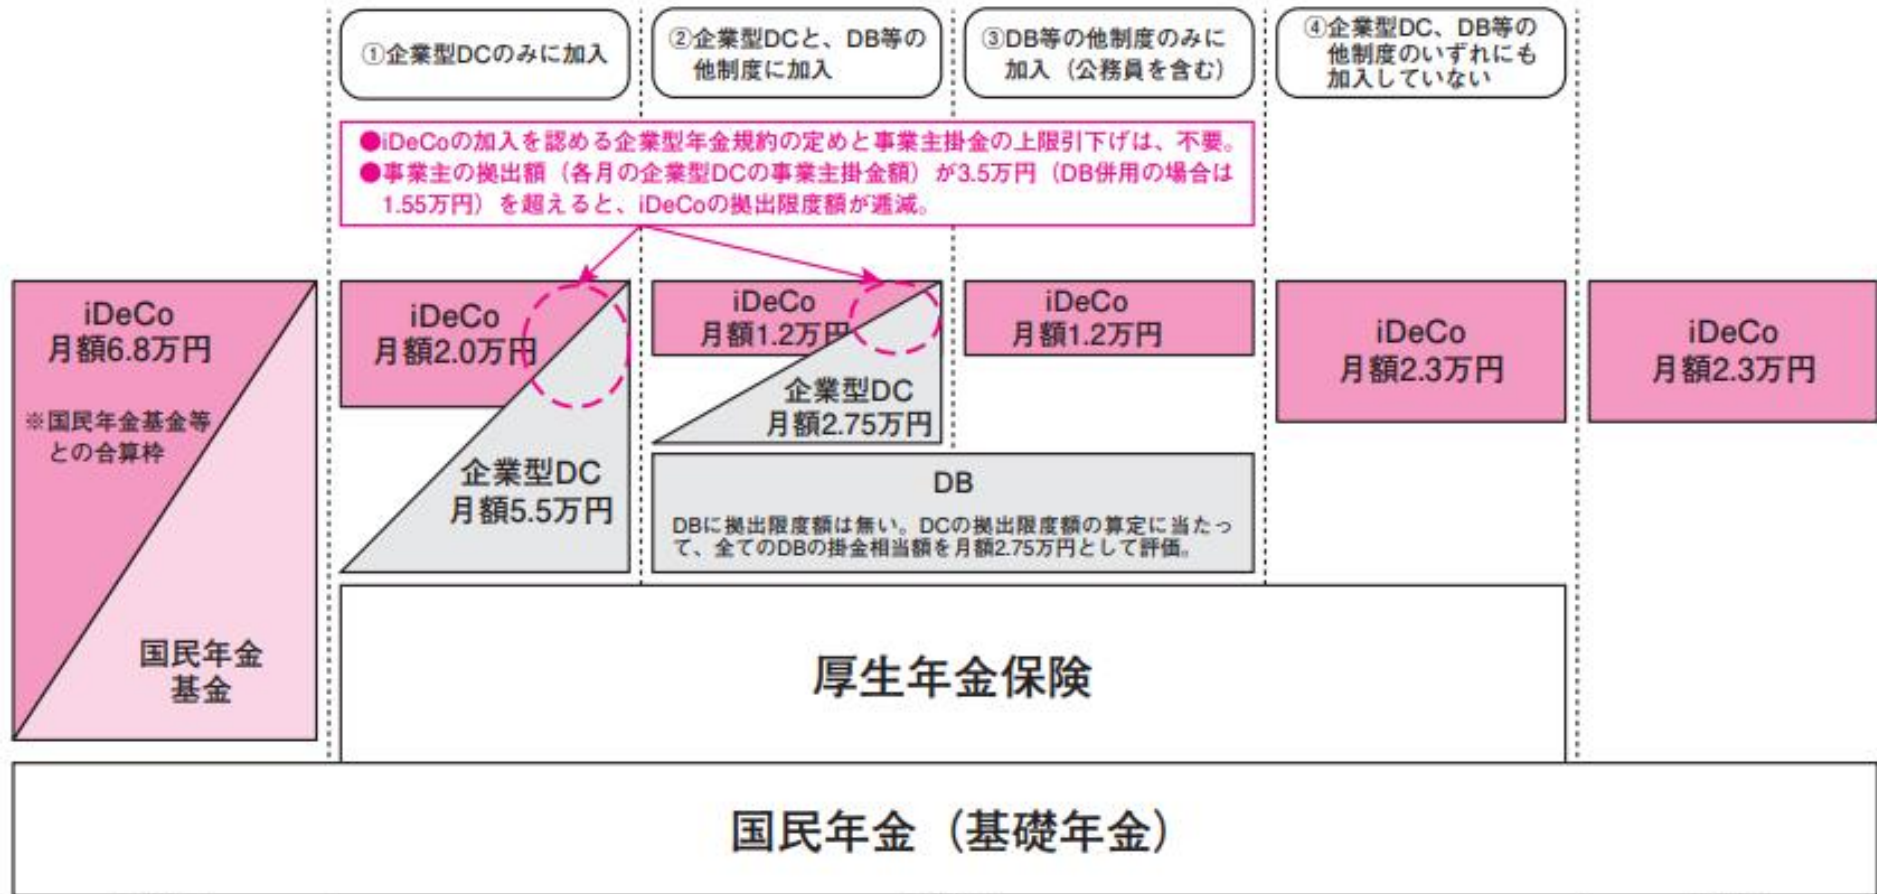 ①企業型DCのみに加入
②企業型DCと、DB等の
他制度に加入
③DB等の他制度のみに
加入（公務員を含む）
④企業型DC、DB等の
他制度のいずれにも
加入していない
●iDeCoの加入を認める企業型年金規約の定めと事業主掛金の上限引下げは、不要。
●事業主の拠出額（各月の企業型DCの事業主掛金額）が3.5万円（DB併用の場合は
1.55万円）を超えると、iDeCoの拠出限度額が逓減。
iDeCo
月額6.8万円
※国民年金基金等
との合算枠
国民年金
基金
iDeCo
月額2.0万円
企業型DC
月額5.5万円
iDeCo
月額1.2万円
企業型DC
月額2.75万円
iDeCo
月額1.2万円
DB
DBに拠出限度額は無い。DCの拠出限度額の算定に当たっ
て、全てのDBの掛金相当額を月額2.75万円として評価。
iDeCo
月額2.3万円
iDeCo
月額2.3万円
厚生年金保険
国民年金（基礎年金）